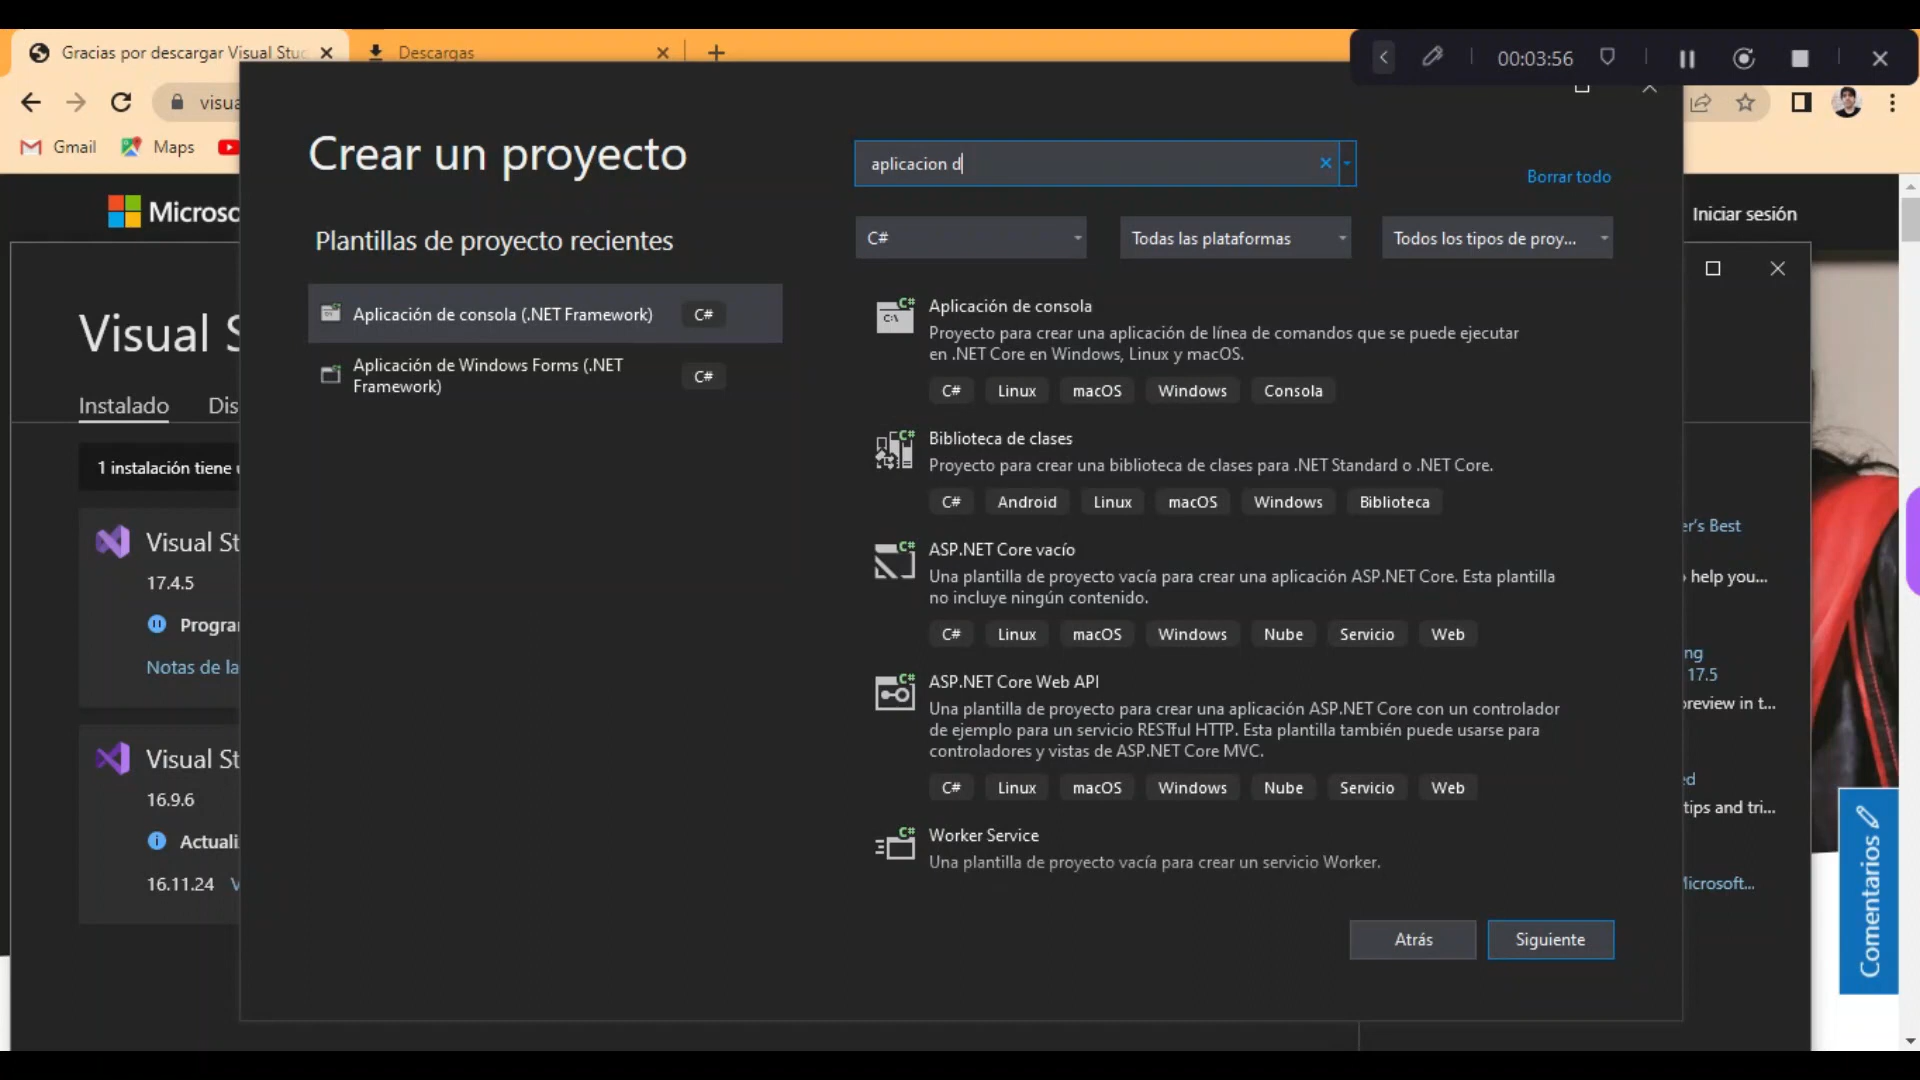 Gracias por descargar Visual Stu
Descargas
00:03:56
visua
Gmail
Maps
Crear un proyecto
aplicacion d
Borrar todo
Plantillas de proyecto recientes
C#
Todas las plataformas
Todos los tipos de proy...
Microso
Iniciar sesión
Aplicación de consola (.NET Framework)
C#
Aplicación de Windows Forms (.NET
Framework)
C#
Aplicación de consola
Proyecto para crear una aplicación de línea de comandos que se puede ejecutar
en .NET Core en Windows, Linux y macOS.
C# Linux macOS Windows Consola
Biblioteca de clases
Proyecto para crear una biblioteca de clases para .NET Standard o .NET Core.
C# Android Linux macOS Windows Biblioteca
ASP.NET Core vacío
Una plantilla de proyecto vacía para crear una aplicación ASP.NET Core. Esta plantilla
no incluye ningún contenido.
C# Linux macOS Windows Nube Servicio Web
ASP.NET Core Web API
Una plantilla de proyecto para crear una aplicación ASP.NET Core con un controlador
de ejemplo para un servicio RESTful HTTP. Esta plantilla también puede usarse para
controladores y vistas de ASP.NET Core MVC.
C# Linux macOS Windows Nube Servicio Web
Worker Service
Una plantilla de proyecto vacía para crear un servicio Worker.
Atrás
Siguiente
Visual S
Instalado
Dis
1 instalación tiene
Visual St
17.4.5
Progra
Notas de la
Visual St
16.9.6
Actuali
16.11.24
V
er's Best
help you...
ng
17.5
preview in t...
ed
tips and tri...
Microsoft...
Comentarios